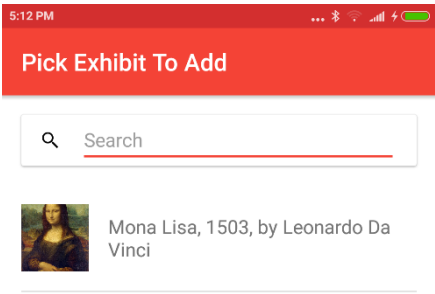 5:12 PM
Pick Exhibit To Add
Search
Mona Lisa, 1503, by Leonardo Da
Vinci